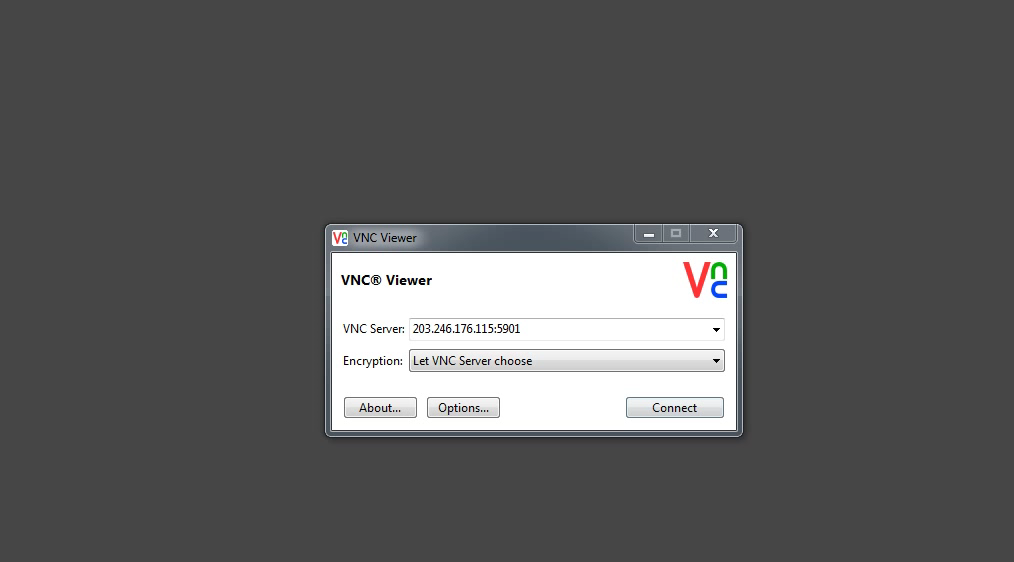 VNC Viewer
VNC® Viewer
VNC
VNC Server: 203.246.176.115:5901
Encryption: Let VNC Server choose
About... Options... Connect